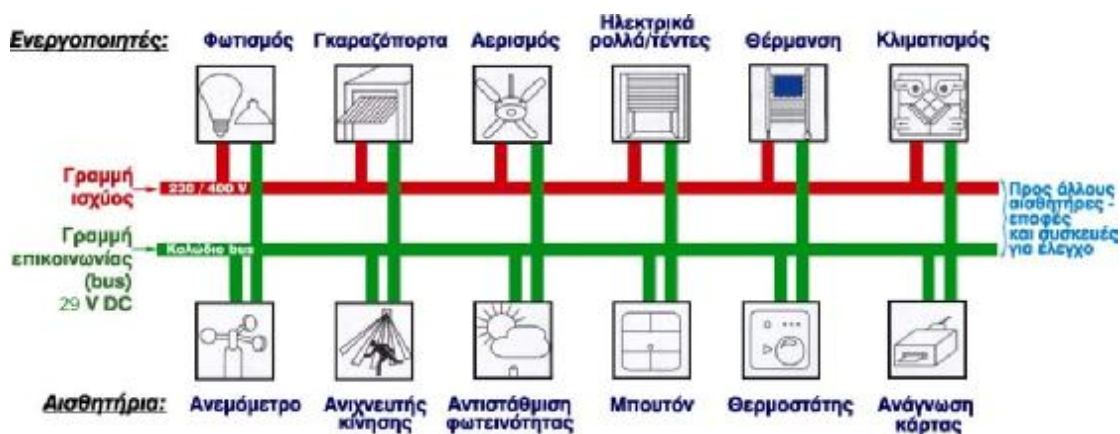 Ενεργοποιητές:
Φωτισμός
Γκαραζόπορτα
Αερισμός
Ηλεκτρικά
ρολλά/τέντες
Θέρμανση
Κλιματισμός
Γραμμή
ισχύος
230 / 400 V
Προς άλλους
αισθητήρες -
επαφές
και συσκευές
για έλεγχο
Γραμμή
επικοινωνίας
(bus)
29 V DC
Καλώδιο bus
Αισθητήρια:
Ανεμόμετρο
Ανιχνευτής
κίνησης
Αντιστάθμιση
φωτεινότητας
Μπουτόν
Θερμοστάτης
Ανάγνωση
κάρτας